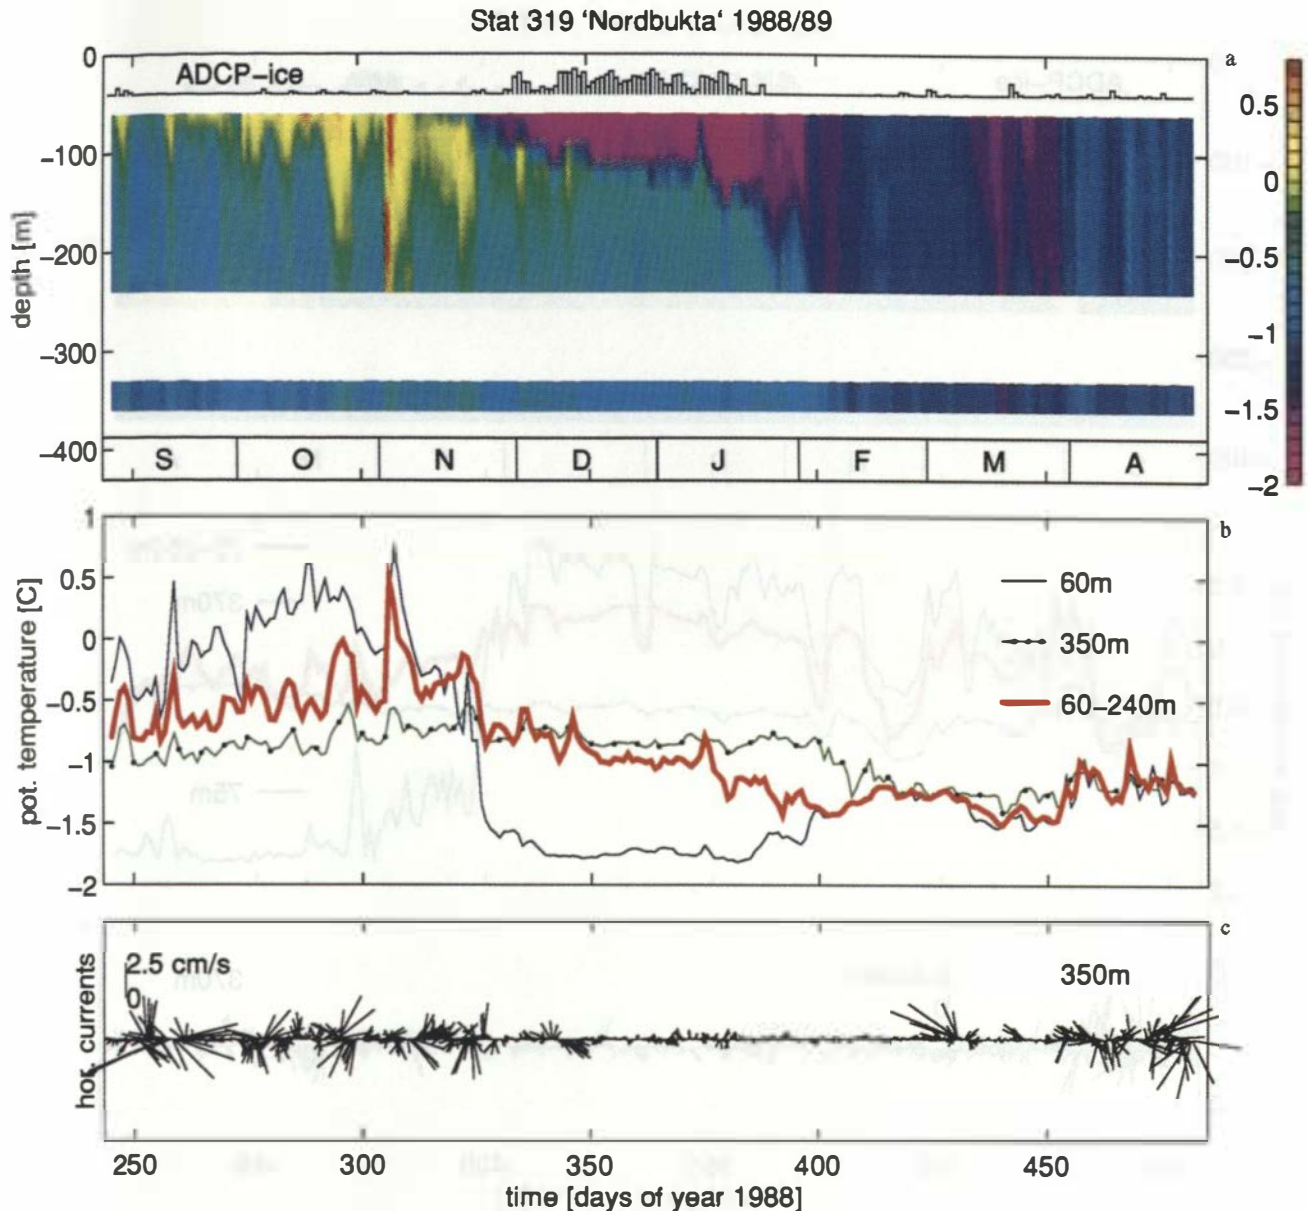 Stat 319 'Nordbukta' 1988/89
a
ADCP-ice
0
-100
-200
-300
-400
depth [m]
0.5
0
-0.5
-1
-1.5
-2
S O N D J F M A
b
1
0.5
0
-0.5
-1
-1.5
-2
pot. temperature [C]
60m
350m
60-240m
c
2.5 cm/s
0
350m
hor. currents
250 300 350 400 450
time [days of year 1988]